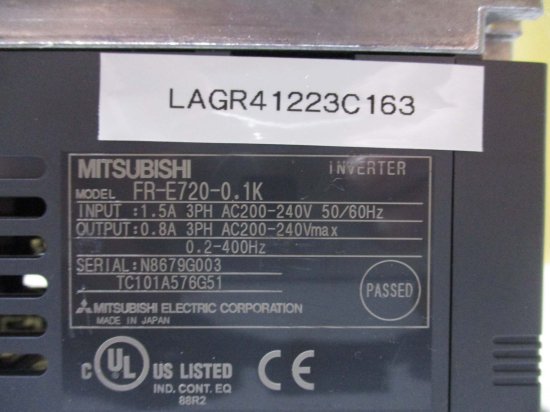 LAGR41223C163
MITSUBISHI INVERTER
MODEL FR-E720-0.1K
INPUT :1.5A 3PH AC200-240V 50/60Hz
OUTPUT:0.8A 3PH AC200-240Vmax
0.2-400Hz
SERIAL:N8679G003
TC101A576G51
PASSED
MITSUBISHI ELECTRIC CORPORATION
MADE IN JAPAN
C UL US LISTED CE
IND. CONT. EQ
88R2